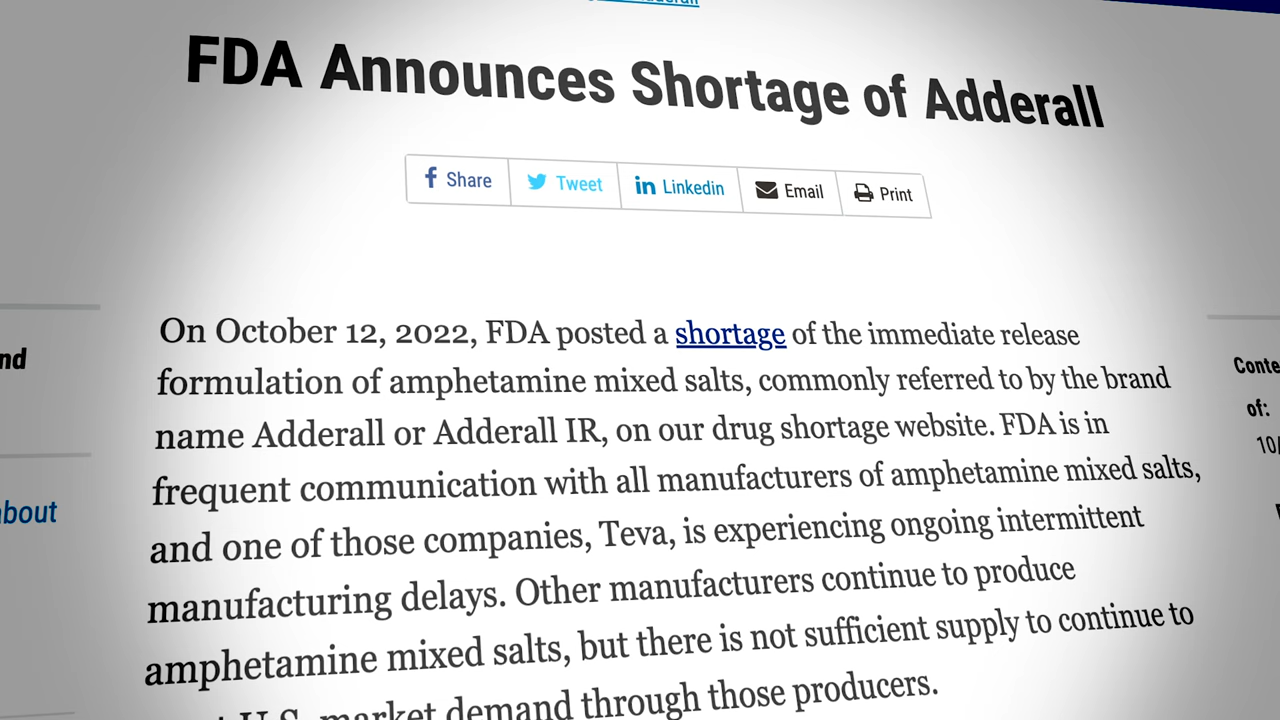 FDA Announces Shortage of Adderall
Share Tweet Linkedin Email Print
On October 12, 2022, FDA posted a shortage of the immediate release
formulation of amphetamine mixed salts, commonly referred to by the brand
name Adderall or Adderall IR, on our drug shortage website. FDA is in
frequent communication with all manufacturers of amphetamine mixed salts,
and one of those companies, Teva, is experiencing ongoing intermittent
manufacturing delays. Other manufacturers continue to produce
amphetamine mixed salts, but there is not sufficient supply to continue to
U.S. market demand through those producers.
nd
bout
Conte
of:
10/